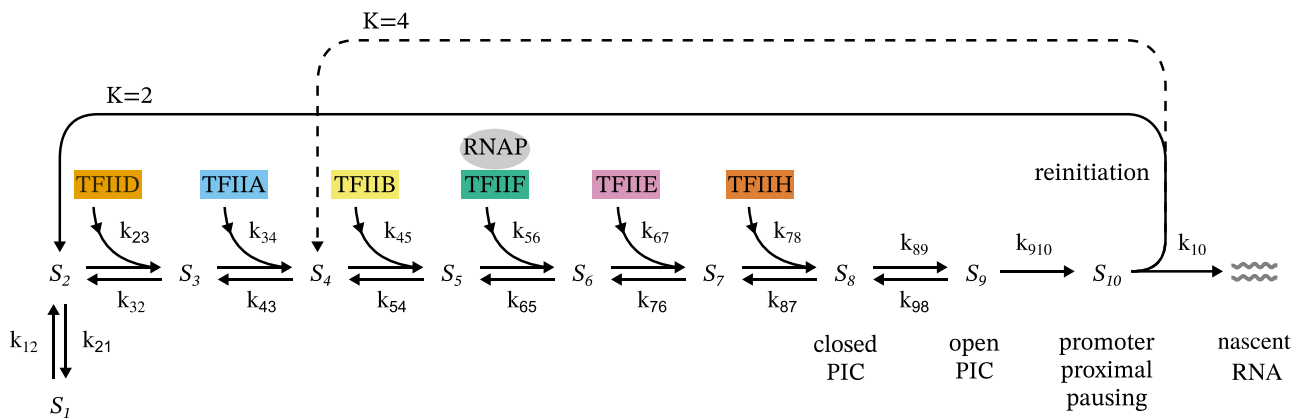 K=4
K=2
RNAP
TFIID TFIIA TFIIB TFIIF TFIIE TFIIH reinitiation
k23 k34 k45 k56 k67 k78 k89 k910 k10
S2 S3 S4 S5 S6 S7 S8 S9 S10
k32 k43 k54 k65 k76 k87 k98
k12 k21
closed open promoter nascent
PIC PIC proximal RNA
pausing
S1